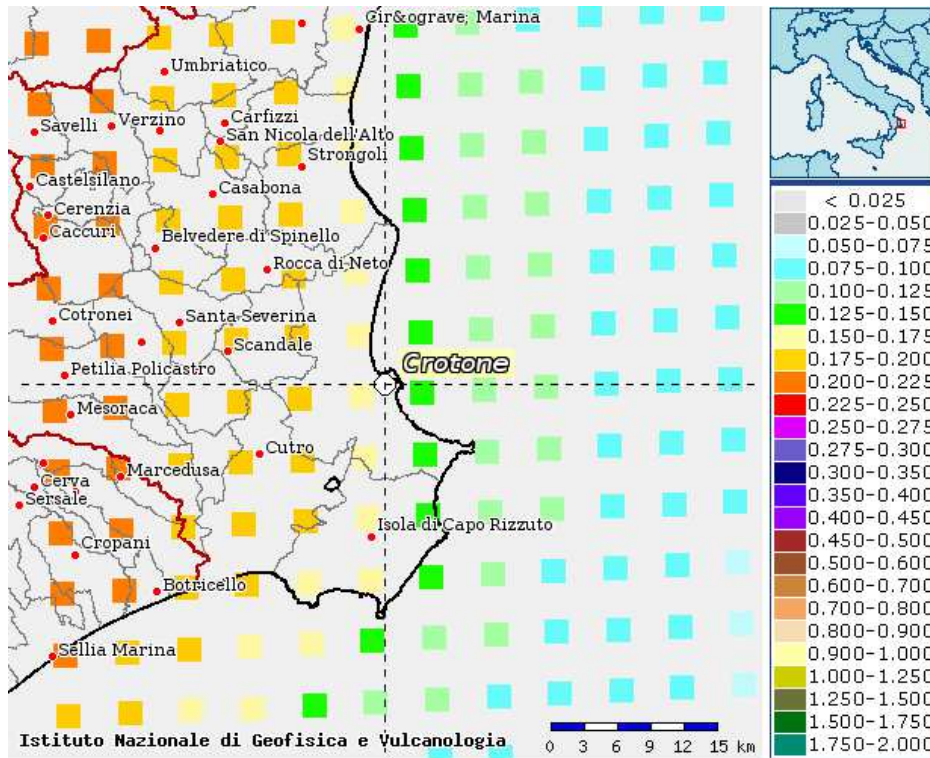 Cir&ograve; Marina
Umbriatico
Savelli
Verzino
Carfizzi
San Nicola dell'Alto
Strongoli
Castelsilano
Casabona
Cerenzia
Caccuri
Belvedere di Spinello
Rocca di Neto
Cotronei
Santa Severina
Scandale
Crotone
Petilia Policastro
Mesoraca
Cutro
Marcedusa
Cerva
Sersale
Isola di Capo Rizzuto
Cropani
Botricello
Sellia Marina
Istituto Nazionale di Geofisica e Vulcanologia
0 3 6 9 12 15 km
< 0.025
0.025-0.050
0.050-0.075
0.075-0.100
0.100-0.125
0.125-0.150
0.150-0.175
0.175-0.200
0.200-0.225
0.225-0.250
0.250-0.275
0.275-0.300
0.300-0.350
0.350-0.400
0.400-0.450
0.450-0.500
0.500-0.600
0.600-0.700
0.700-0.800
0.800-0.900
0.900-1.000
1.000-1.250
1.250-1.500
1.500-1.750
1.750-2.000